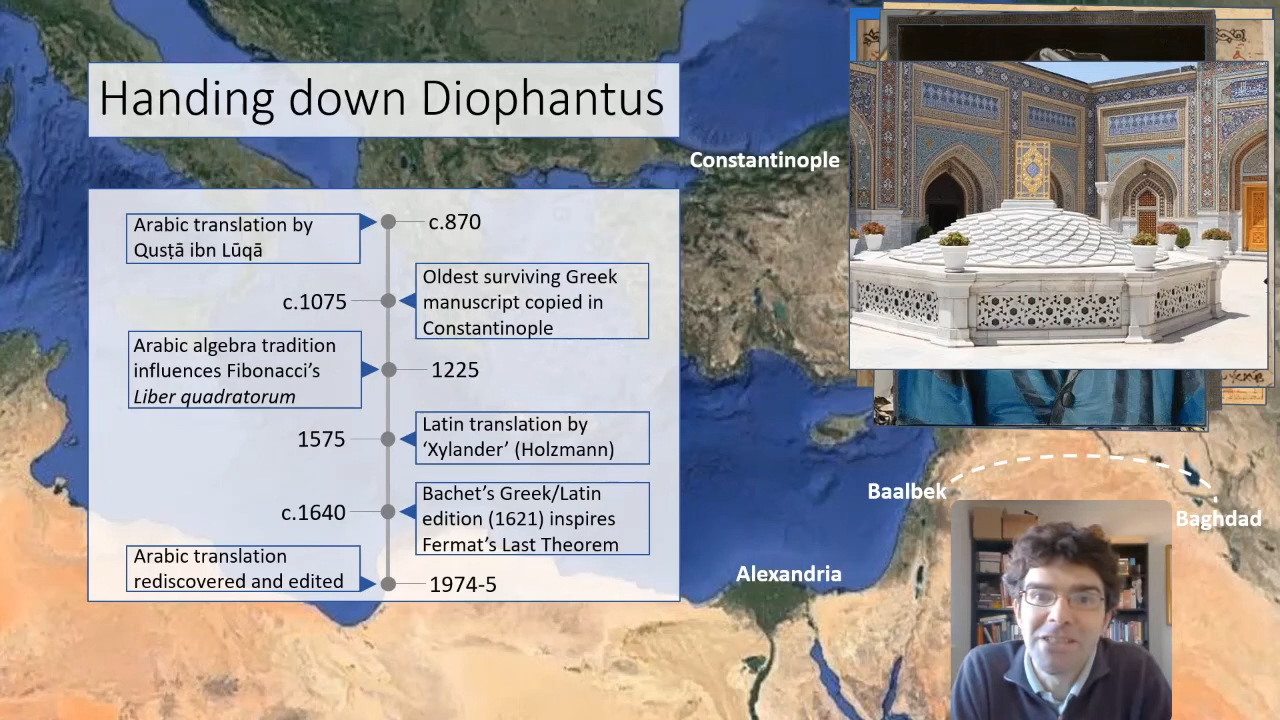 Handing down Diophantus
Constantinople
Arabic translation by
Qusṭā ibn Lūqā
c.870
Oldest surviving Greek
manuscript copied in
Constantinople
c.1075
Arabic algebra tradition
influences Fibonacci’s
Liber quadratorum
1225
Latin translation by
‘Xylander’ (Holzmann)
1575
Bachet’s Greek/Latin
edition (1621) inspires
Fermat’s Last Theorem
c.1640
Arabic translation
rediscovered and edited
1974-5
Baalbek
Baghdad
Alexandria